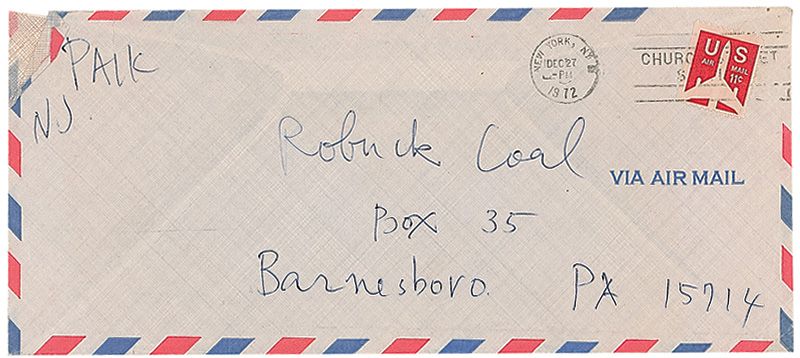 PAIK
NJ
NEW YORK, N.Y.
DEC 27
PM
1972
US
AIR MAIL
11c
Robuck Coal
VIA AIR MAIL
Box 35
Barnesboro. PA 15714